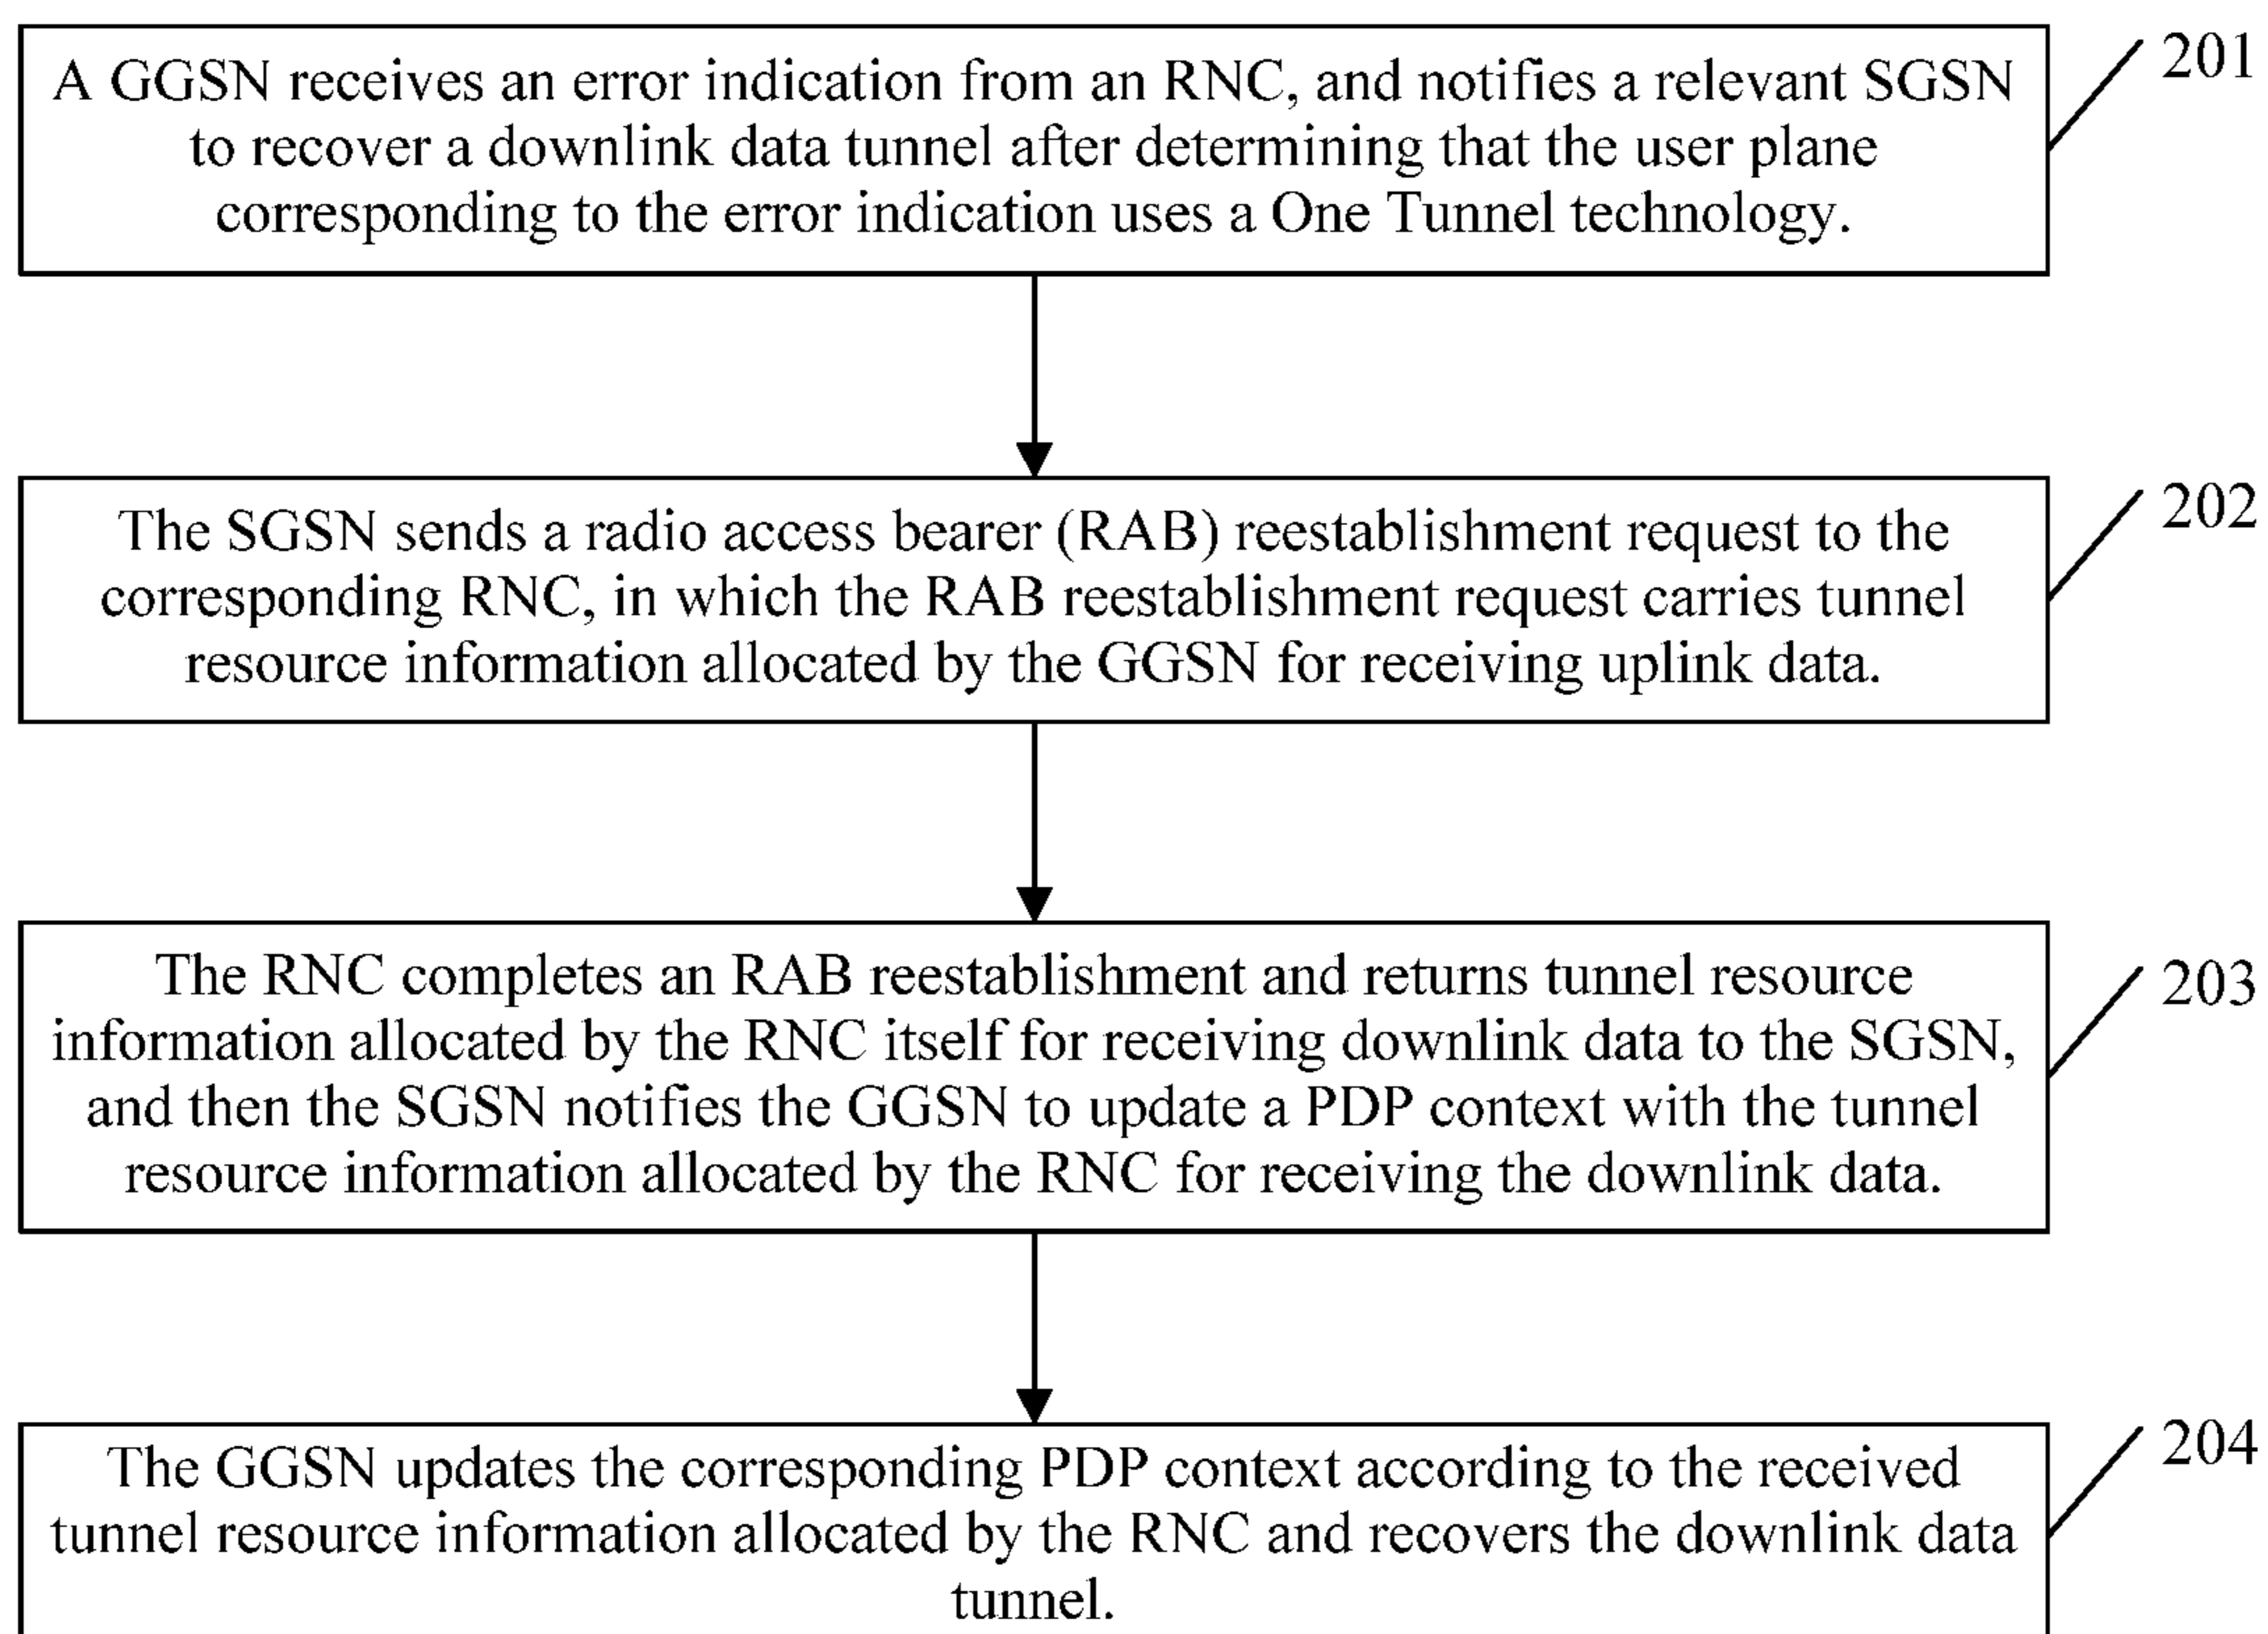 A GGSN receives an error indication from an RNC, and notifies a relevant SGSN
to recover a downlink data tunnel after determining that the user plane
corresponding to the error indication uses a One Tunnel technology.
201
The SGSN sends a radio access bearer (RAB) reestablishment request to the
corresponding RNC, in which the RAB reestablishment request carries tunnel
resource information allocated by the GGSN for receiving uplink data.
202
The RNC completes an RAB reestablishment and returns tunnel resource
information allocated by the RNC itself for receiving downlink data to the SGSN,
and then the SGSN notifies the GGSN to update a PDP context with the tunnel
resource information allocated by the RNC for receiving the downlink data.
203
The GGSN updates the corresponding PDP context according to the received
tunnel resource information allocated by the RNC and recovers the downlink data
tunnel.
204